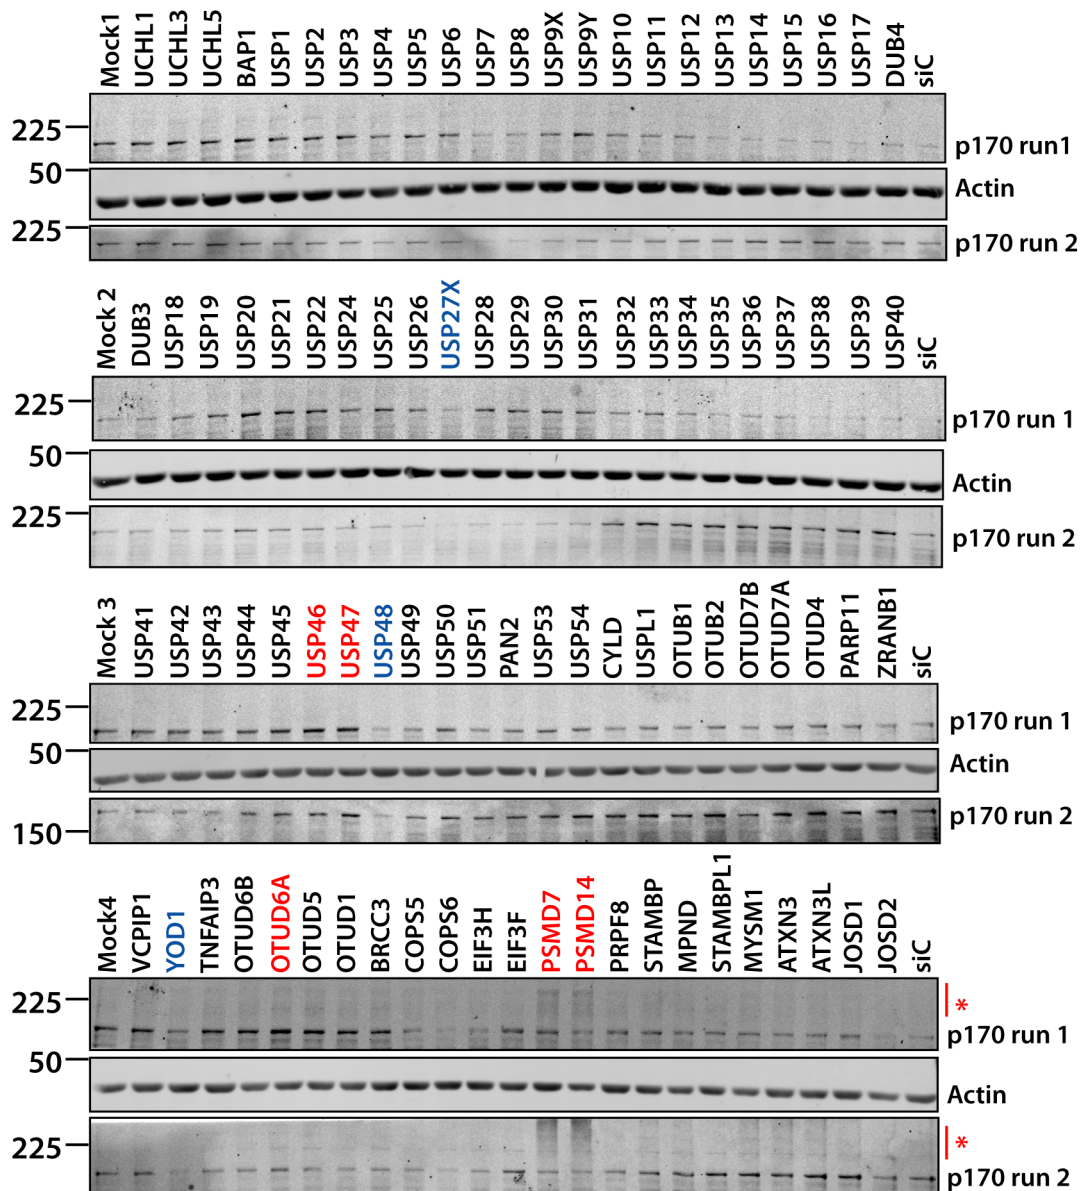 Mock1 UCHL1 UCHL3 UCHL5 BAP1 USP1 USP2 USP3 USP4 USP5 USP6 USP7 USP8 USP9X USP9Y USP10 USP11 USP12 USP13 USP14 USP15 USP16 USP17 DUB4 siC
225 p170 run1
50 Actin
225 p170 run 2
Mock 2 DUB3 USP18 USP19 USP20 USP21 USP22 USP24 USP25 USP26 USP27X USP28 USP29 USP30 USP31 USP32 USP33 USP34 USP35 USP36 USP37 USP38 USP39 USP40 siC
225 p170 run 1
50 Actin
225 p170 run 2
Mock 3 USP41 USP42 USP43 USP44 USP45 USP46 USP47 USP48 USP49 USP50 USP51 PAN2 USP53 USP54 CYLD USPL1 OTUB1 OTUB2 OTUD7B OTUD7A OTUD4 PARP11 ZRANB1 siC
225 p170 run 1
50 Actin
150 p170 run 2
Mock4 VCPIP1 YOD1 TNFAIP3 OTUD6B OTUD6A OTUD5 OTUD1 BRCC3 COPS5 COPS6 EIF3H EIF3F PSMD7 PSMD14 PRPF8 STAMBP MPND STAMBPL1 MYSM1 ATXN3 ATXN3L JOSD1 JOSD2 siC
225 *
p170 run 1
50 Actin
225 *
p170 run 2